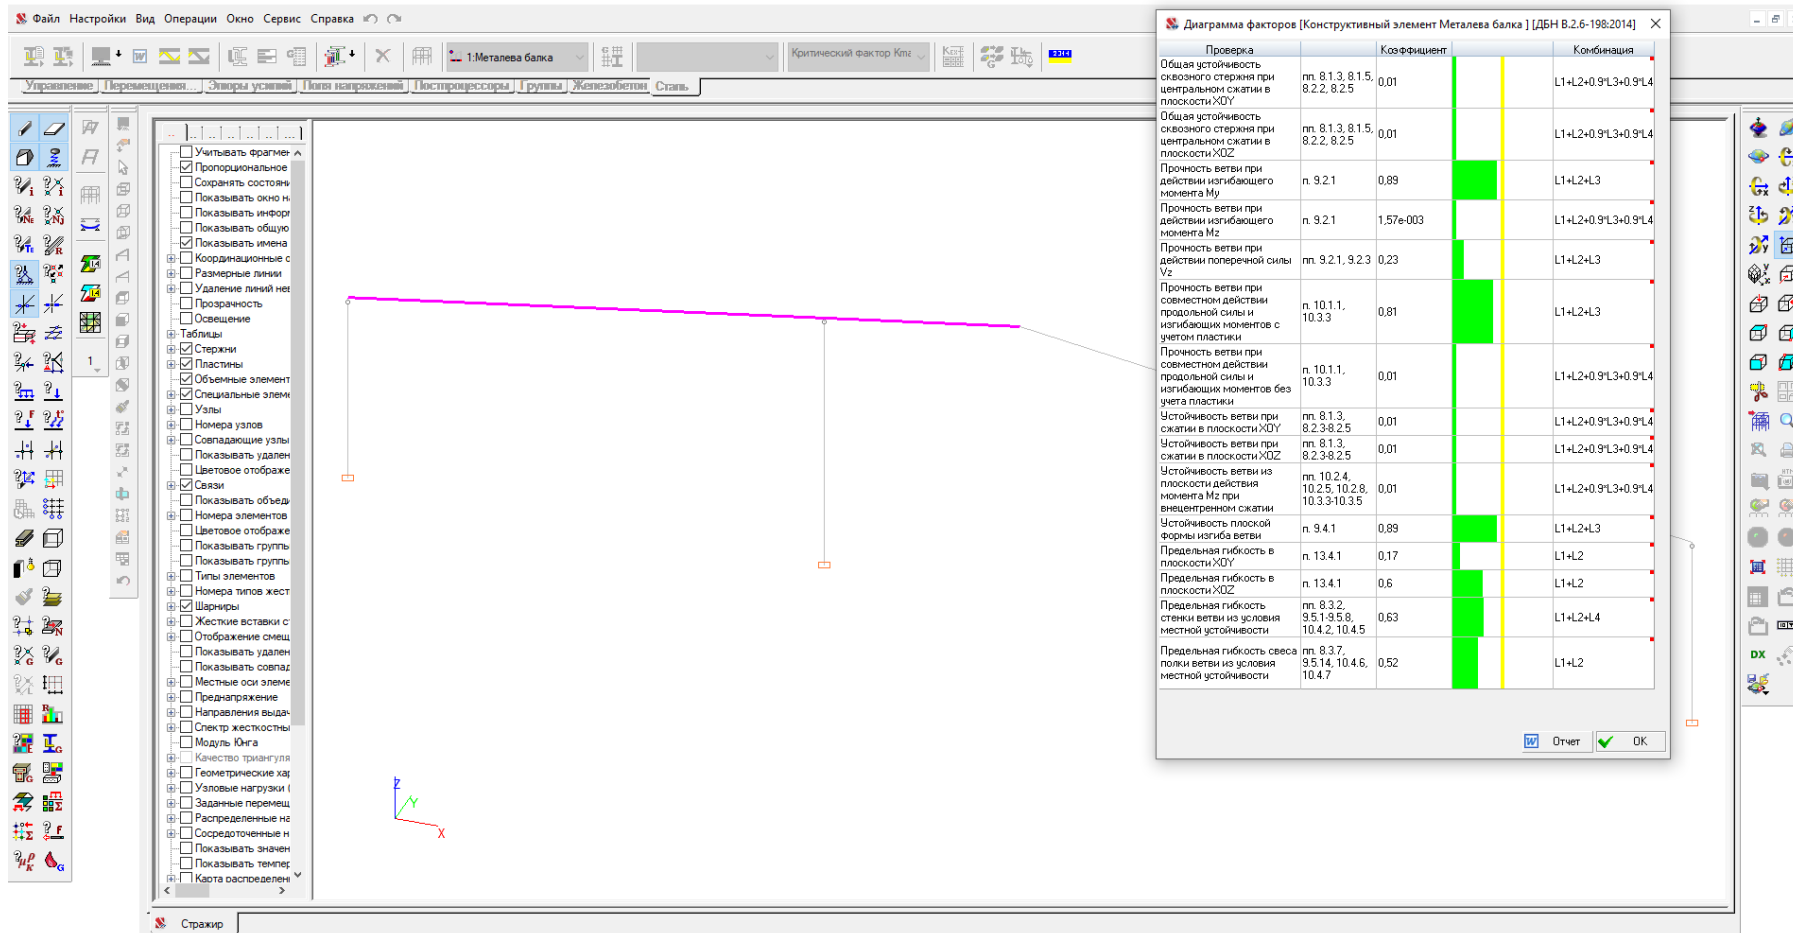 Файл Настройки Вид Операции Окно Сервис Справка
1:Металева балка
Критический фактор Kma
Управление Перемещения... Эпюры усилий Поля напряжений Постпроцессоры Группы Железобетон Сталь
Учитывать фрагмен
Пропорциональное
Сохранять состояни
Показывать окно н
Показывать инфор
Показывать общую
Показывать имена
Координационные о
Размерные линии
Удаление линий не
Прозрачность
Освещение
Таблицы
Стержни
Пластины
Объемные элемент
Специальные элеме
Узлы
Номера узлов
Совпадающие узлы
Показывать удален
Цветовое отображе
Связи
Показывать объеди
Номера элементов
Цветовое отображе
Показывать группы
Показывать группы
Типы элементов
Номера типов жест
Шарниры
Жесткие вставки с
Отображение смещ
Показывать удален
Показывать совпад
Местные оси элеме
Преднапряжение
Направления выдач
Спектр жесткостны
Модуль Юнга
Качество триангуля
Геометрические хар
Узловые нагрузки (
Заданные перемещ
Распределенные на
Сосредоточенные н
Показывать значен
Показывать темпер
Карта распределен
Z
Y
X
Стражир
Диаграмма факторов [Конструктивный элемент Металева балка ] [ДБН В.2.6-198:2014]
Проверка Коэффициент Комбинация
Общая устойчивость
сквозного стержня при
центральном сжатии в
плоскости XOY
пп. 8.1.3, 8.1.5,
8.2.2, 8.2.5
0,01
L1+L2+0.9*L3+0.9*L4
Общая устойчивость
сквозного стержня при
центральном сжатии в
плоскости XOZ
пп. 8.1.3, 8.1.5,
8.2.2, 8.2.5
0,01
L1+L2+0.9*L3+0.9*L4
Прочность ветви при
действии изгибающего
момента My
п. 9.2.1
0,89
L1+L2+L3
Прочность ветви при
действии изгибающего
момента Mz
п. 9.2.1
1,57e-003
L1+L2+0.9*L3+0.9*L4
Прочность ветви при
действии поперечной силы
Vz
пп. 9.2.1, 9.2.3
0,23
L1+L2+L3
Прочность ветви при
совместном действии
продольной силы и
изгибающих моментов с
учетом пластики
п. 10.1.1,
10.3.3
0,81
L1+L2+L3
Прочность ветви при
совместном действии
продольной силы и
изгибающих моментов без
учета пластики
п. 10.1.1,
10.3.3
0,01
L1+L2+0.9*L3+0.9*L4
Устойчивость ветви при
сжатии в плоскости XOY
пп. 8.1.3,
8.2.3-8.2.5
0,01
L1+L2+0.9*L3+0.9*L4
Устойчивость ветви при
сжатии в плоскости XOZ
пп. 8.1.3,
8.2.3-8.2.5
0,01
L1+L2+0.9*L3+0.9*L4
Устойчивость ветви из
плоскости действия
момента Mz при
внецентренном сжатии
пп. 10.2.4,
10.2.5, 10.2.8,
10.3.3-10.3.5
0,01
L1+L2+0.9*L3+0.9*L4
Устойчивость плоской
формы изгиба ветви
п. 9.4.1
0,89
L1+L2+L3
Предельная гибкость в
плоскости XOY
п. 13.4.1
0,17
L1+L2
Предельная гибкость в
плоскости XOZ
п. 13.4.1
0,6
L1+L2
Предельная гибкость
стенки ветви из условия
местной устойчивости
пп. 8.3.2,
9.5.1-9.5.8,
10.4.2, 10.4.5
0,63
L1+L2+L4
Предельная гибкость свеса
полки ветви из условия
местной устойчивости
пп. 8.3.7,
9.5.14, 10.4.6,
10.4.7
0,52
L1+L2
Отчет
OK
DX